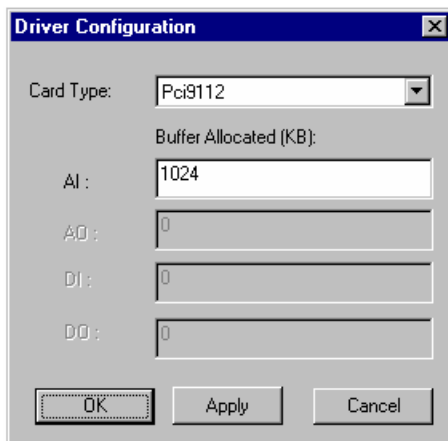 Driver Configuration
Card Type: Pci9112
Buffer Allocated (KB):
AI : 1024
AO : 0
DI : 0
DO : 0
OK Apply Cancel